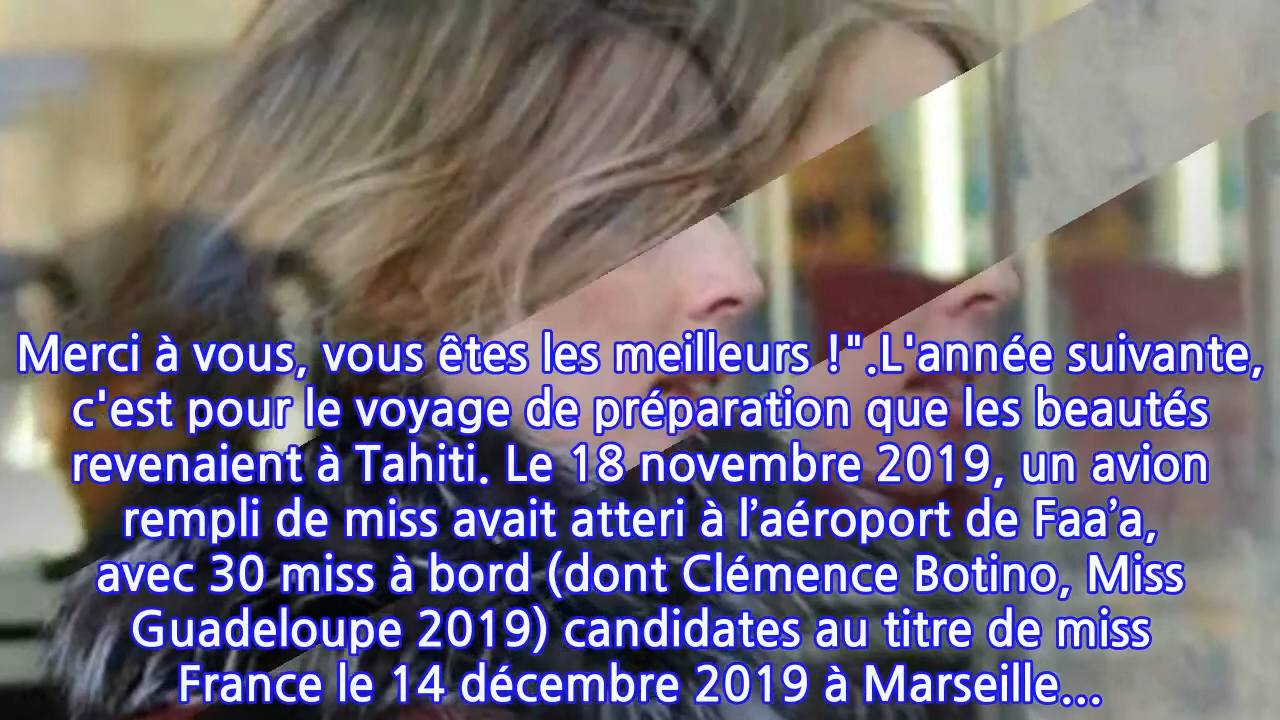 Merci à vous, vous êtes les meilleurs !".L'année suivante,
c'est pour le voyage de préparation que les beautés
revenaient à Tahiti. Le 18 novembre 2019, un avion
rempli de miss avait atteri à l’aéroport de Faa’a,
avec 30 miss à bord (dont Clémence Botino, Miss
Guadeloupe 2019) candidates au titre de miss
France le 14 décembre 2019 à Marseille...